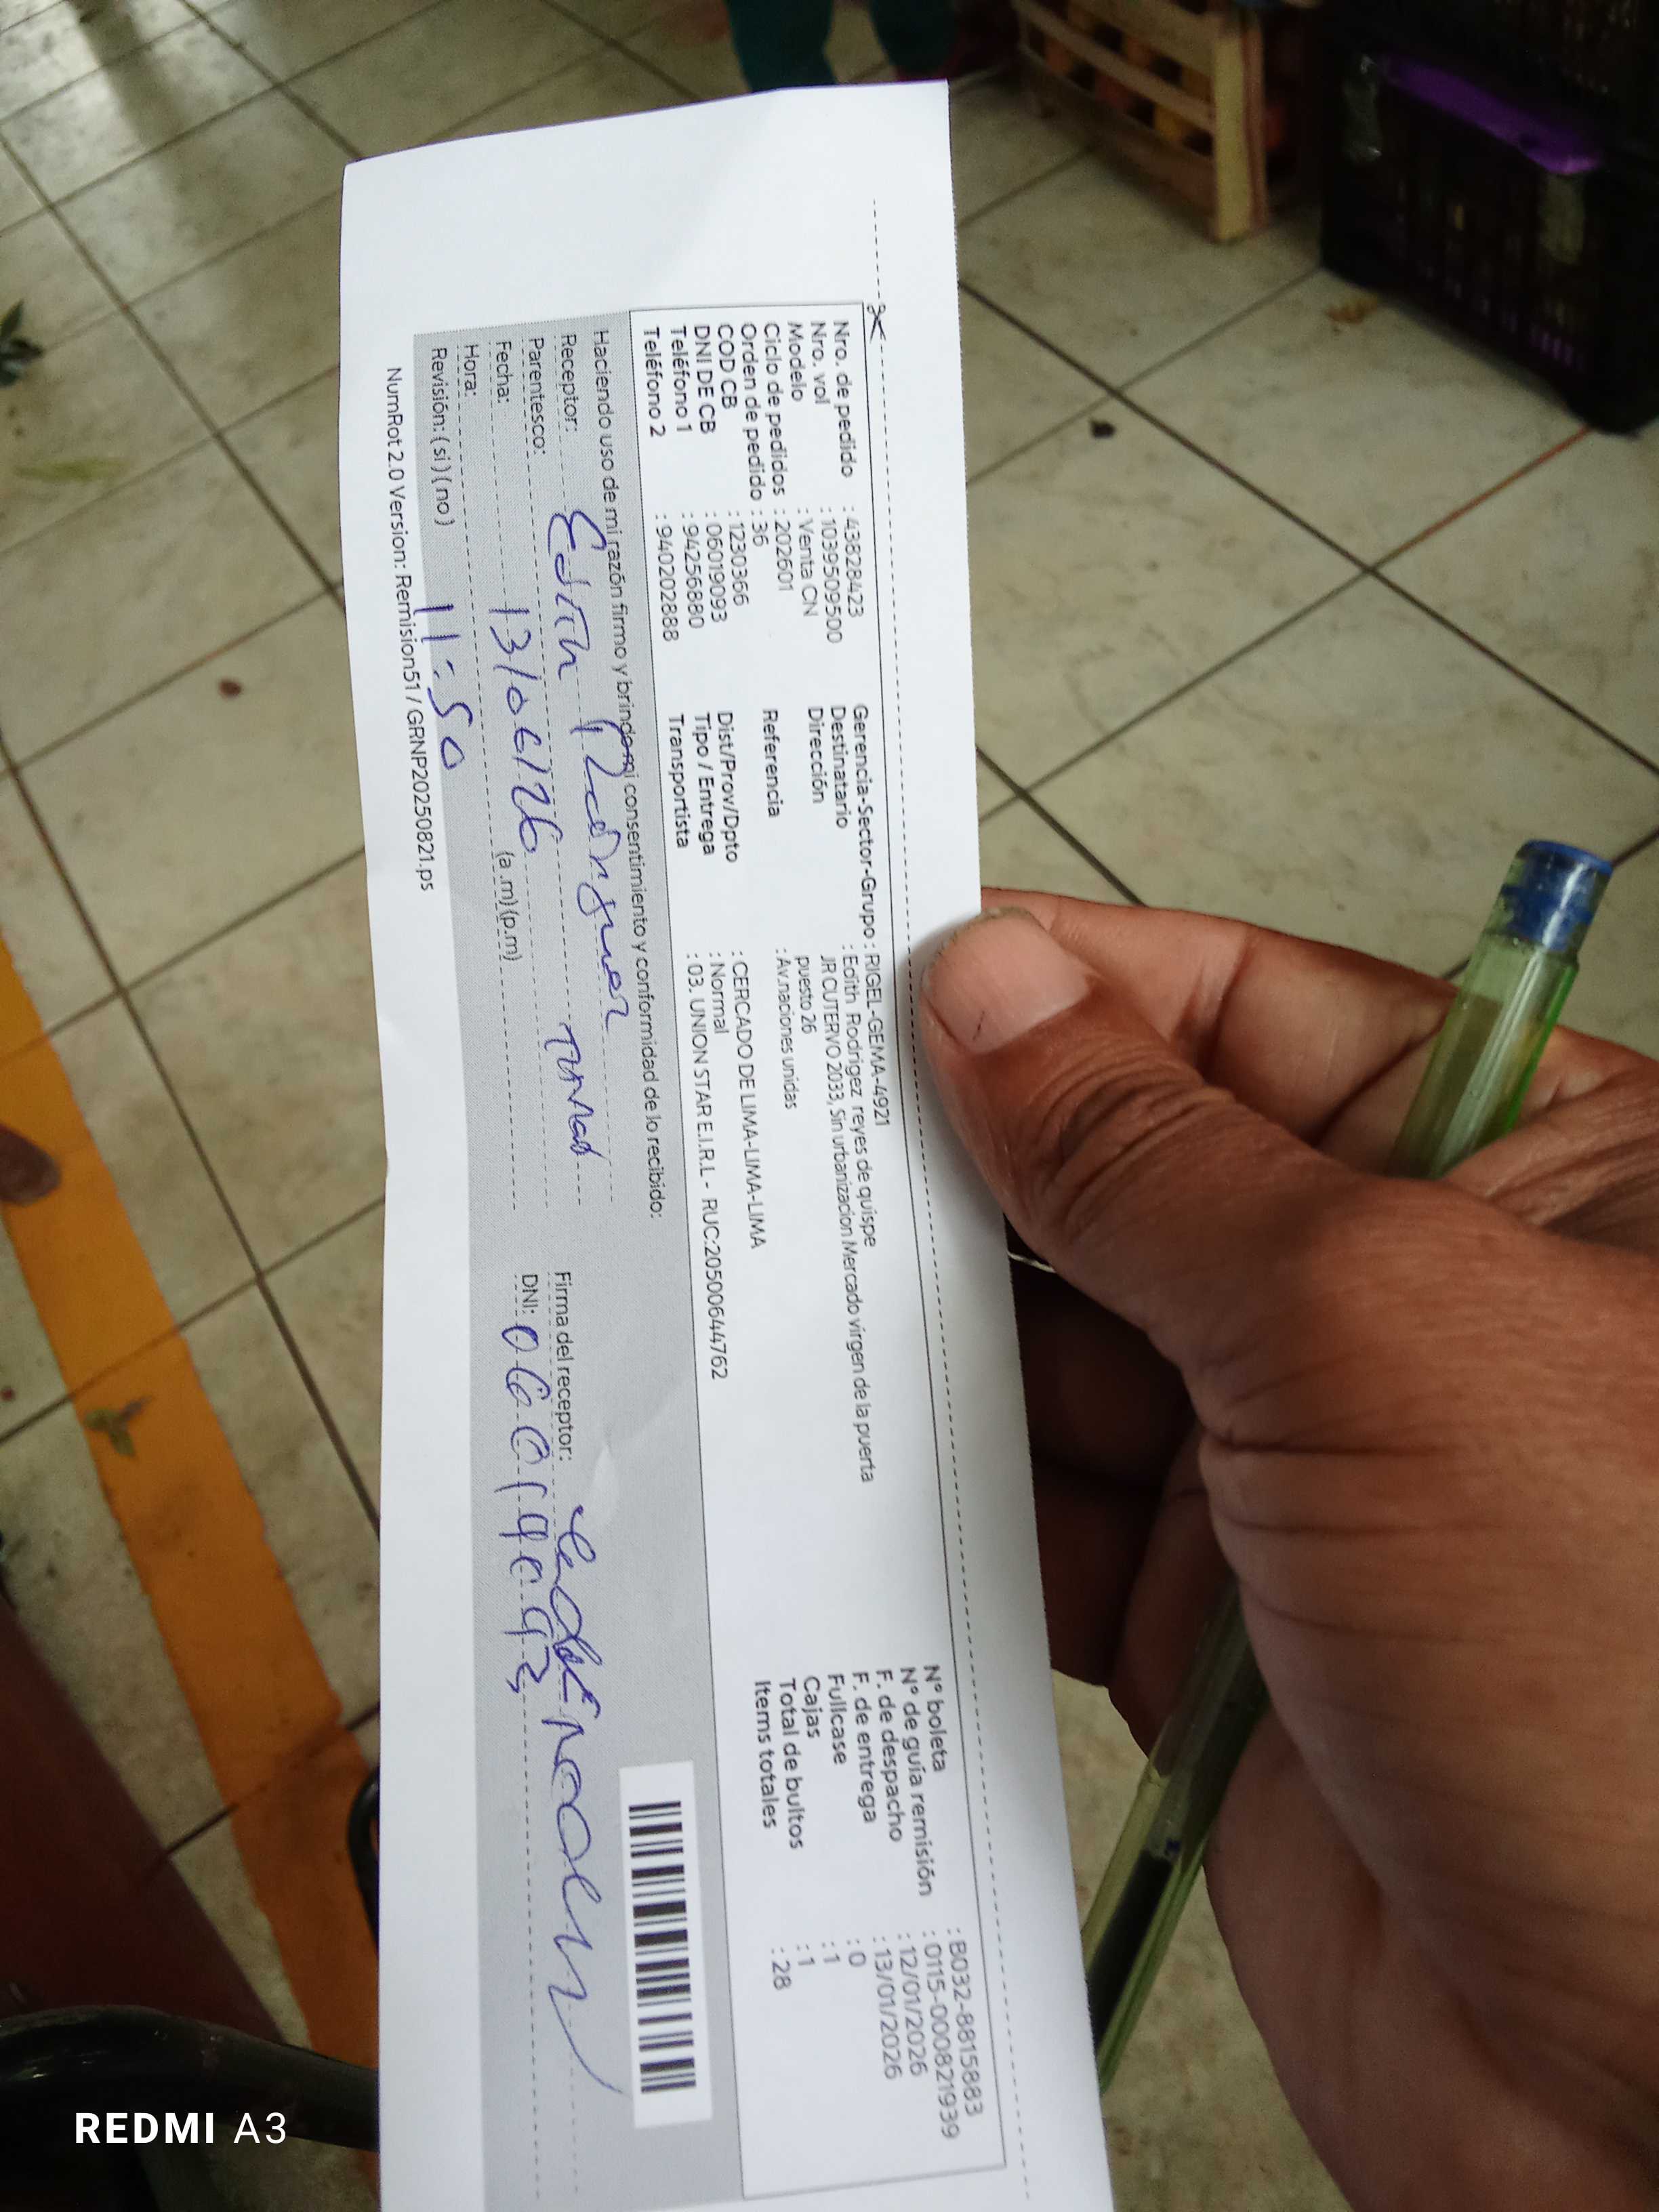 Nro. de pedido : 43828423
Nro. vol : 1039509500
Modelo : Venta CN
Ciclo de pedidos : 202601
Orden de pedido : 36
COD CB : 1230366
DNI DE CB : 06019093
Teléfono 1 : 942568880
Teléfono 2 : 940202888
Gerencia-Sector-Grupo : RIGEL-GEMA-4921
Destinatario : Edith Rodrigez reyes de quispe
Dirección JR CUTERVO 2033, Sin urbanizacion Mercado virgen de la puerta
puesto 26
Referencia : Av.naciones unidas
Dist/Prov/Dpto : CERCADO DE LIMA-LIMA-LIMA
Tipo / Entrega : Normal
Transportista : 03. UNION STAR E.I.R.L - RUC:20500644762
N° boleta : B032-8815883
N° de guía remisión : 0115-000821939
F. de despacho : 12/01/2026
F. de entrega : 13/01/2026
Fullcase : 0
Cajas : 1
Total de bultos : 1
Items totales : 28
Haciendo uso de mi razón firmo y brindo mi consentimiento y conformidad de lo recibido:
Receptor: Edith
Parentesco:
Fecha: 13/01/26
Hora: 11:50 (a.m)(p.m)
Revisión: (si)(no)
Firma del receptor:
DNI: 06019093
NumRot2.0 Version: Remision51 / GRNP20250821.ps
REDMI A3